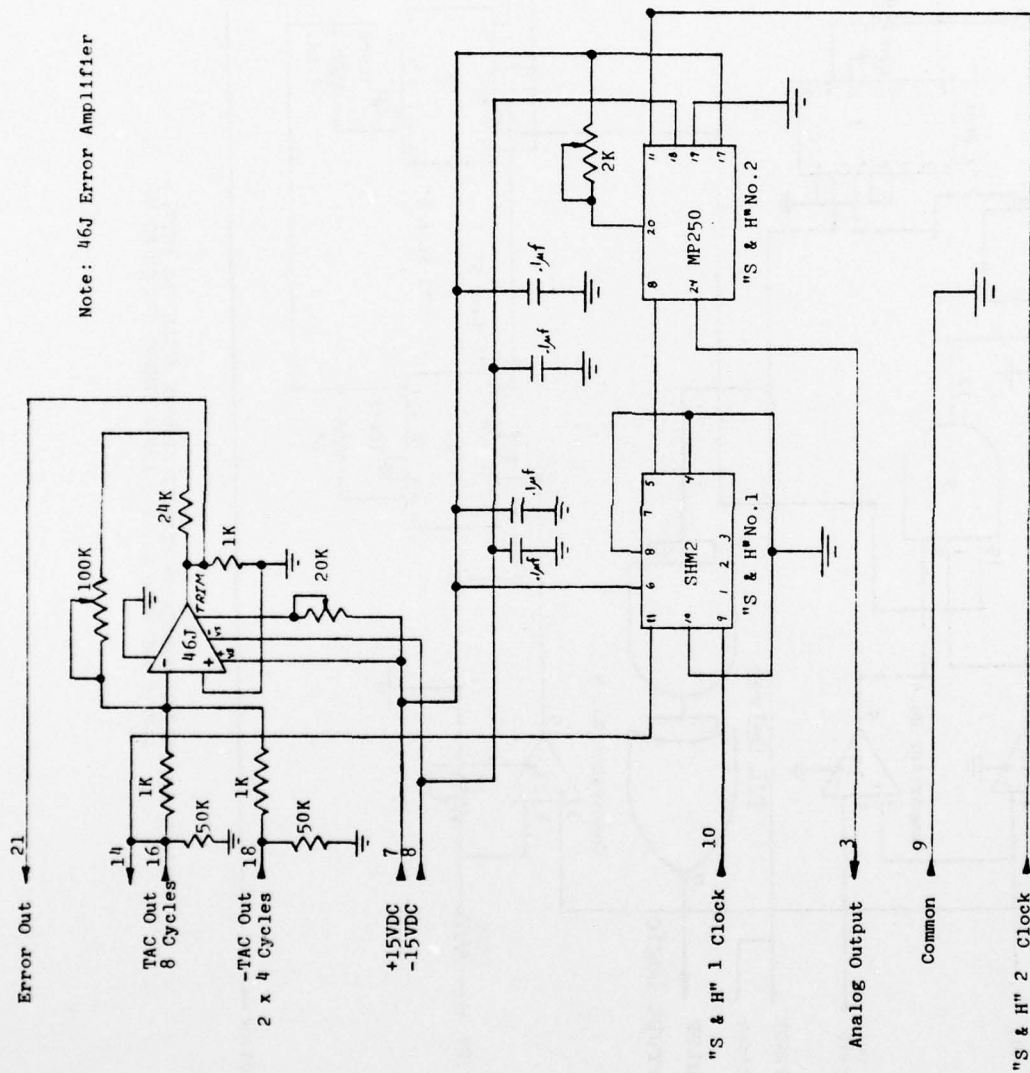 Note: 46J Error Amplifier
Error Out
21
TAC Out
8 Cycles
14
16
-TAC Out
2 x 4 Cycles
18
+15VDC
-15VDC
7
8
"S & H" 1 Clock
10
Analog Output
3
Common
9
"S & H" 2 Clock
1K
50K
1K
50K
100K
24K
46J
-
+
TRIM
1K
20K
.1µf
.1µf
.1µf
.1µf
2K
11
6
8
7
5
10
4
9
1
2
3
SHM2
"S & H" No.1
8
20
11
18
19
17
24
MP250
"S & H" No.2